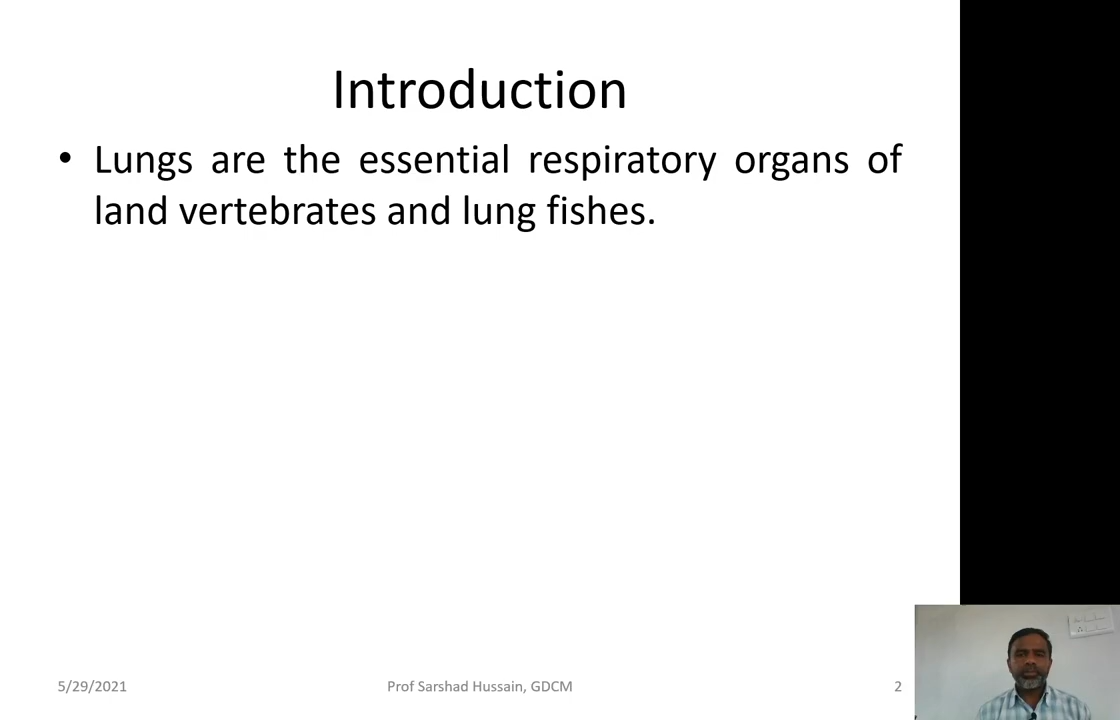 Introduction
• Lungs are the essential respiratory organs of
land vertebrates and lung fishes.
5/29/2021
Prof Sarshad Hussain, GDCM
2